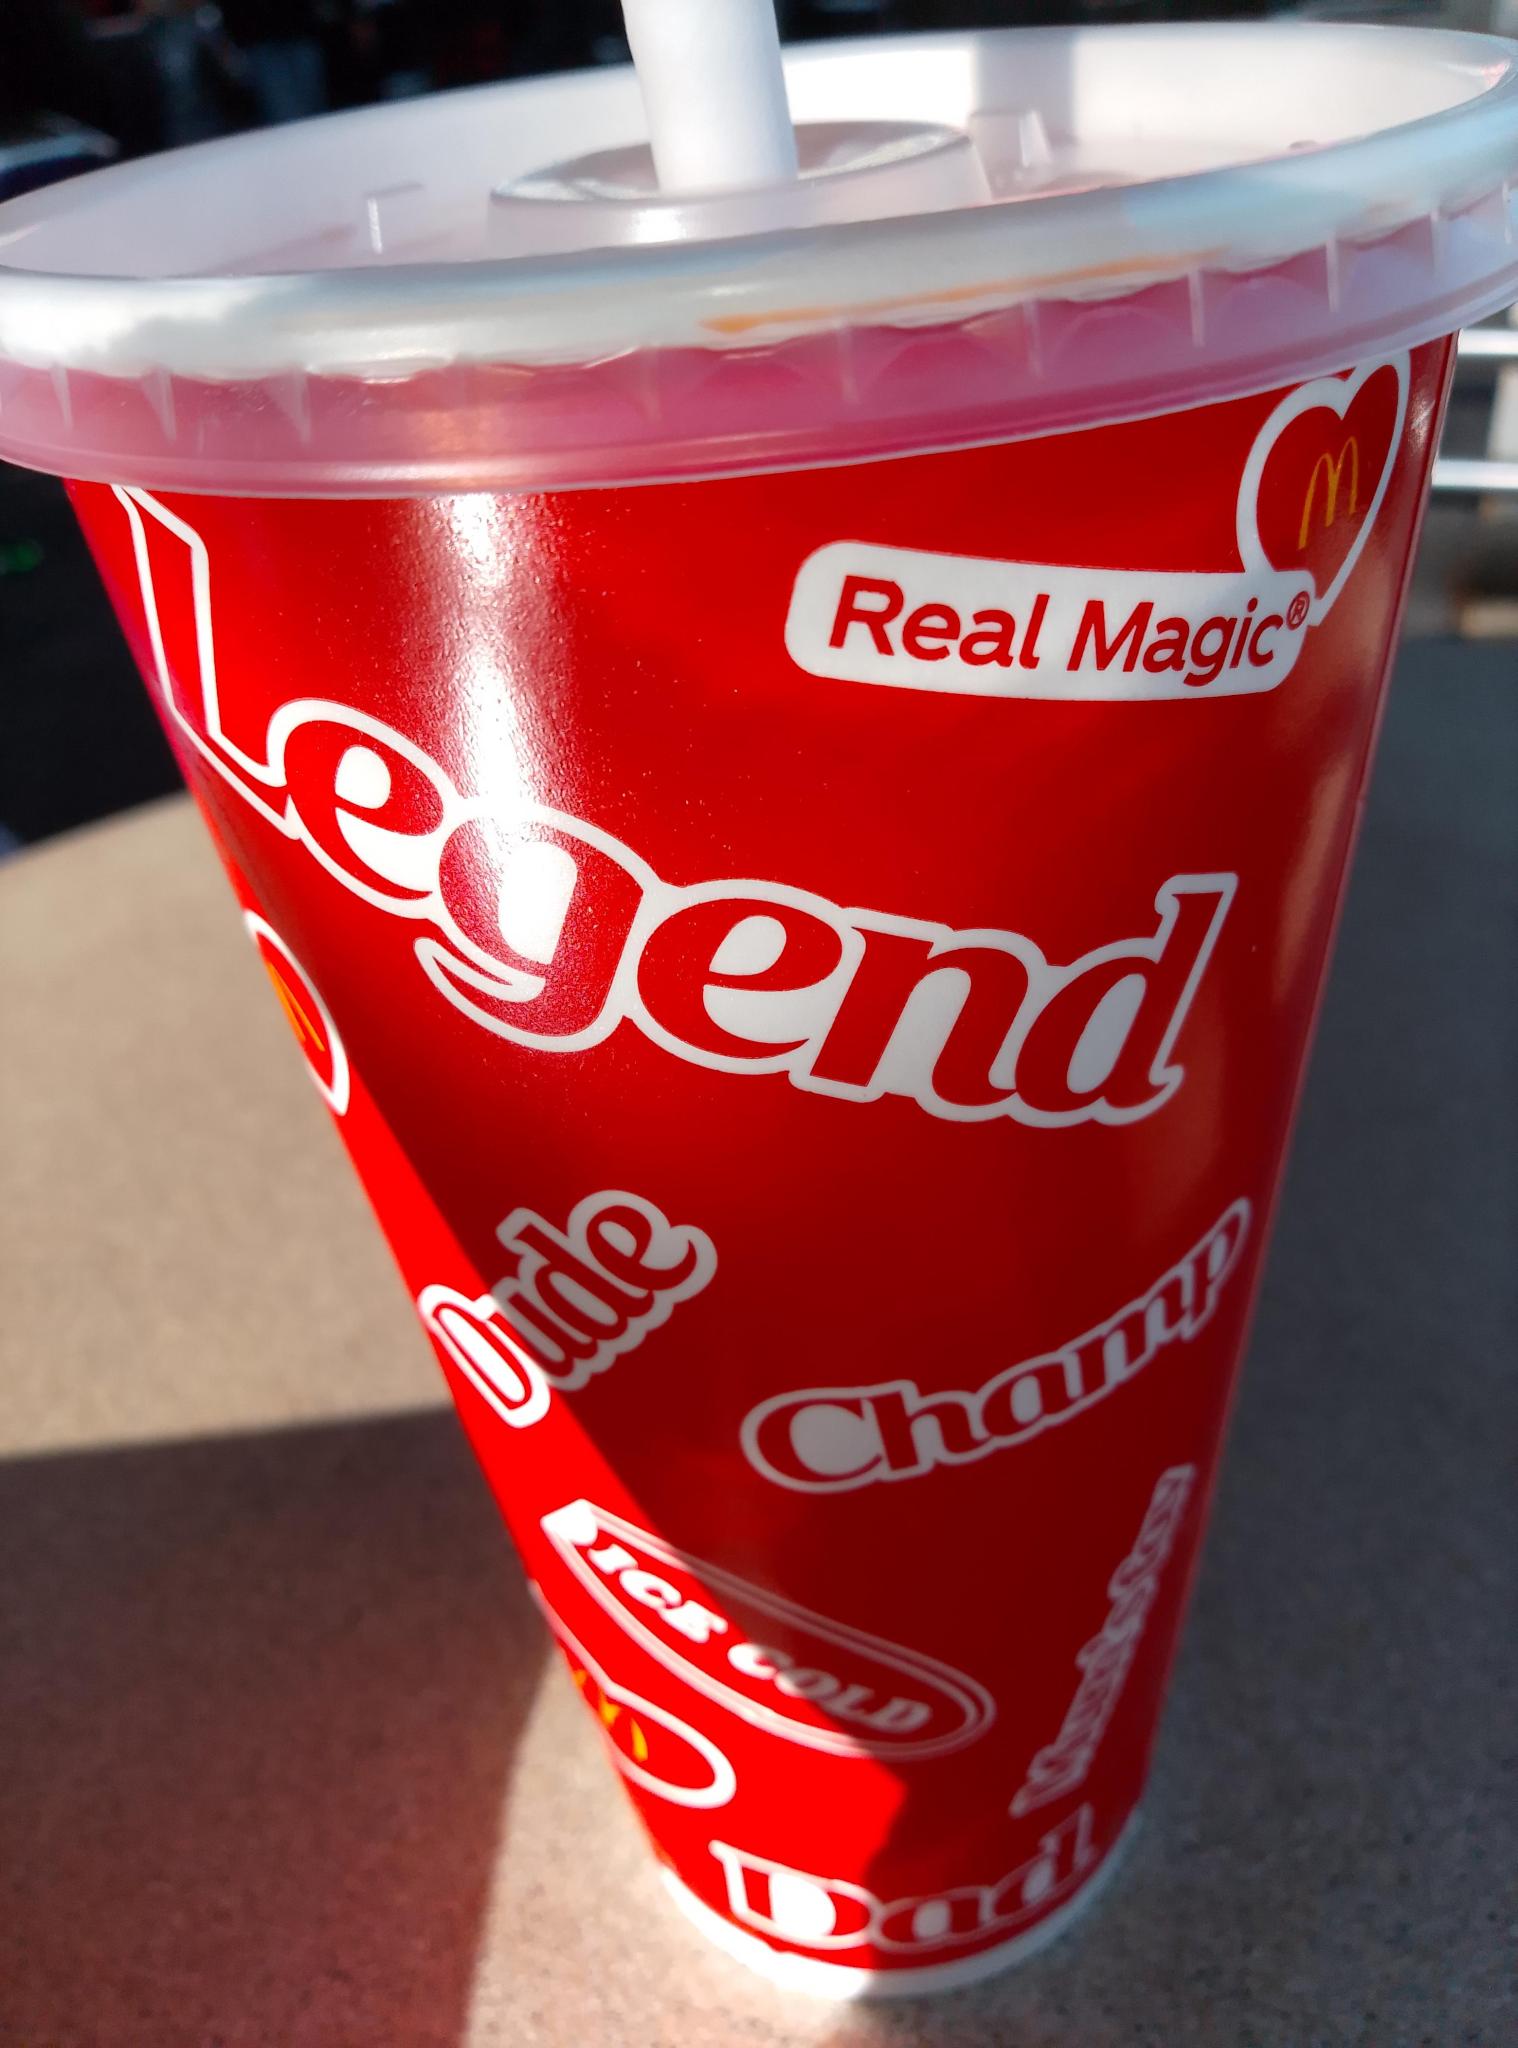 Real Magic®
Legend
Dude
Champ
ICE COLD
Dad